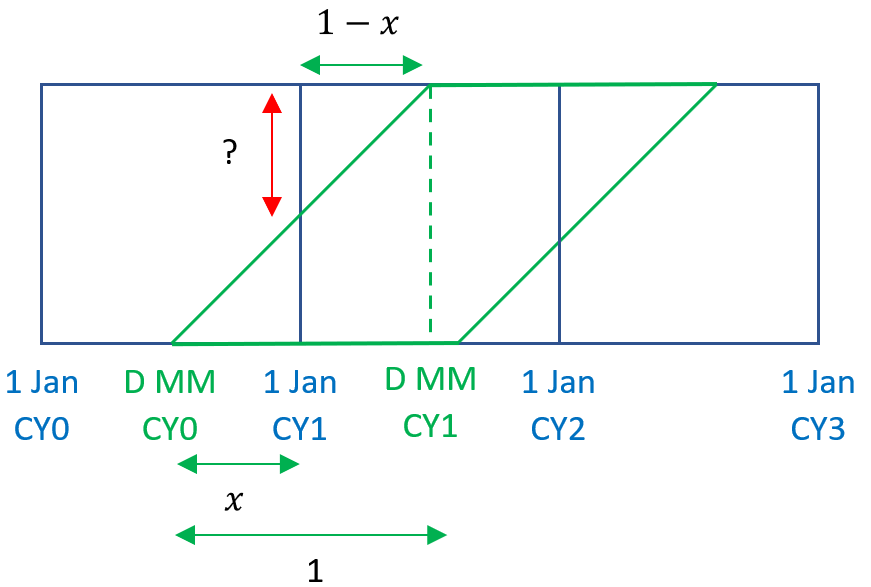 1 − x
?
1 Jan CY0
D MM CY0
1 Jan CY1
D MM CY1
1 Jan CY2
1 Jan CY3
x
1